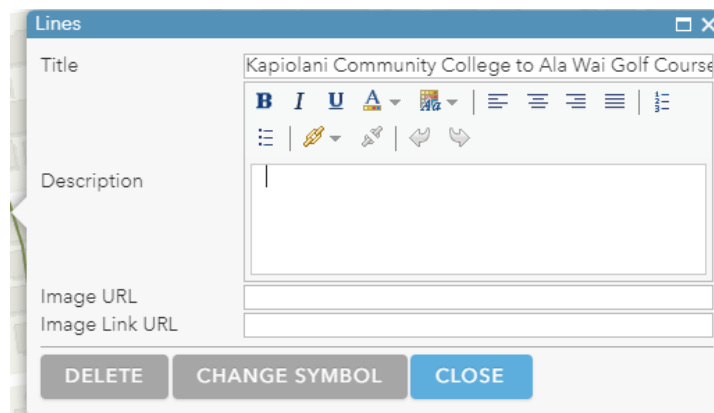 Lines
Title
Kapiolani Community College to Ala Wai Golf Course
B I U A Aa
Description
Image URL
Image Link URL
DELETE CHANGE SYMBOL CLOSE